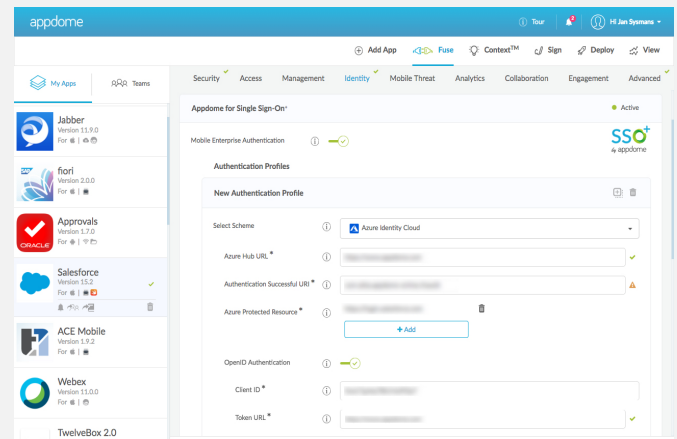 appdome
Tour
2
Hi Jan Sysmans
Add App
Fuse
Context™
Sign
Deploy
View
My Apps
Teams
Security
Access
Management
Identity
Mobile Threat
Analytics
Collaboration
Engagement
Advanced
Jabber
Version 11.9.0
For
fiori
Version 2.0.0
For
Approvals
Version 1.7.0
For
ORACLE
Salesforce
Version 15.2
For
ACE Mobile
Version 1.9.2
For
Webex
Version 11.0.0
For
TwelveBox 2.0
Appdome for Single Sign-On+
Active
Mobile Enterprise Authentication
SSO+
by appdome
Authentication Profiles
New Authentication Profile
Select Scheme
Azure Identity Cloud
Azure Hub URL *
Authentication Successful URI *
Azure Protected Resource *
+ Add
OpenID Authentication
Client ID *
Token URL *